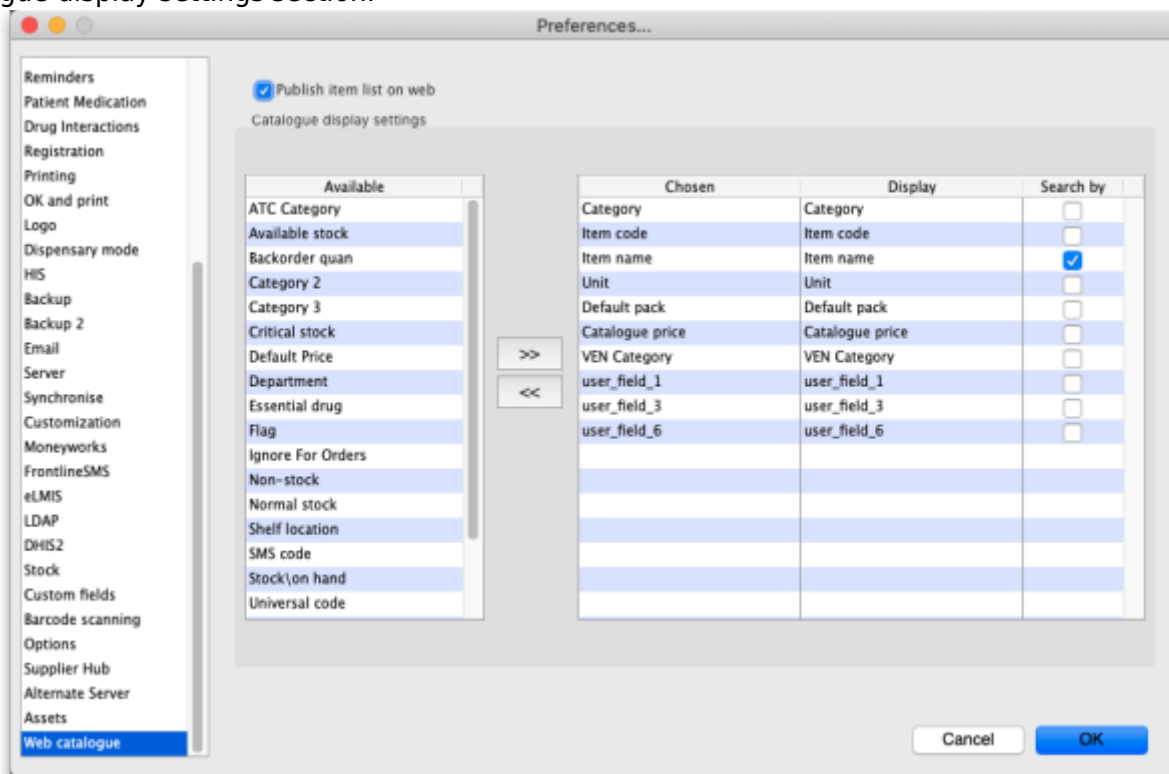 gue display settings section.
Preferences...
Reminders
Patient Medication
Drug Interactions
Registration
Printing
OK and print
Logo
Dispensary mode
HIS
Backup
Backup 2
Email
Server
Synchronise
Customization
Moneyworks
FrontlineSMS
eLMIS
LDAP
DHIS2
Stock
Custom fields
Barcode scanning
Options
Supplier Hub
Alternate Server
Assets
Web catalogue
Publish item list on web
Catalogue display settings
Available
ATC Category
Available stock
Backorder quan
Category 2
Category 3
Critical stock
Default Price
Department
Essential drug
Flag
Ignore For Orders
Non-stock
Normal stock
Shelf location
SMS code
Stock\on hand
Universal code
>>
<<
Chosen Display Search by
Category Category
Item code Item code
Item name Item name
Unit Unit
Default pack Default pack
Catalogue price Catalogue price
VEN Category VEN Category
user_field_1 user_field_1
user_field_3 user_field_3
user_field_6 user_field_6
Cancel OK